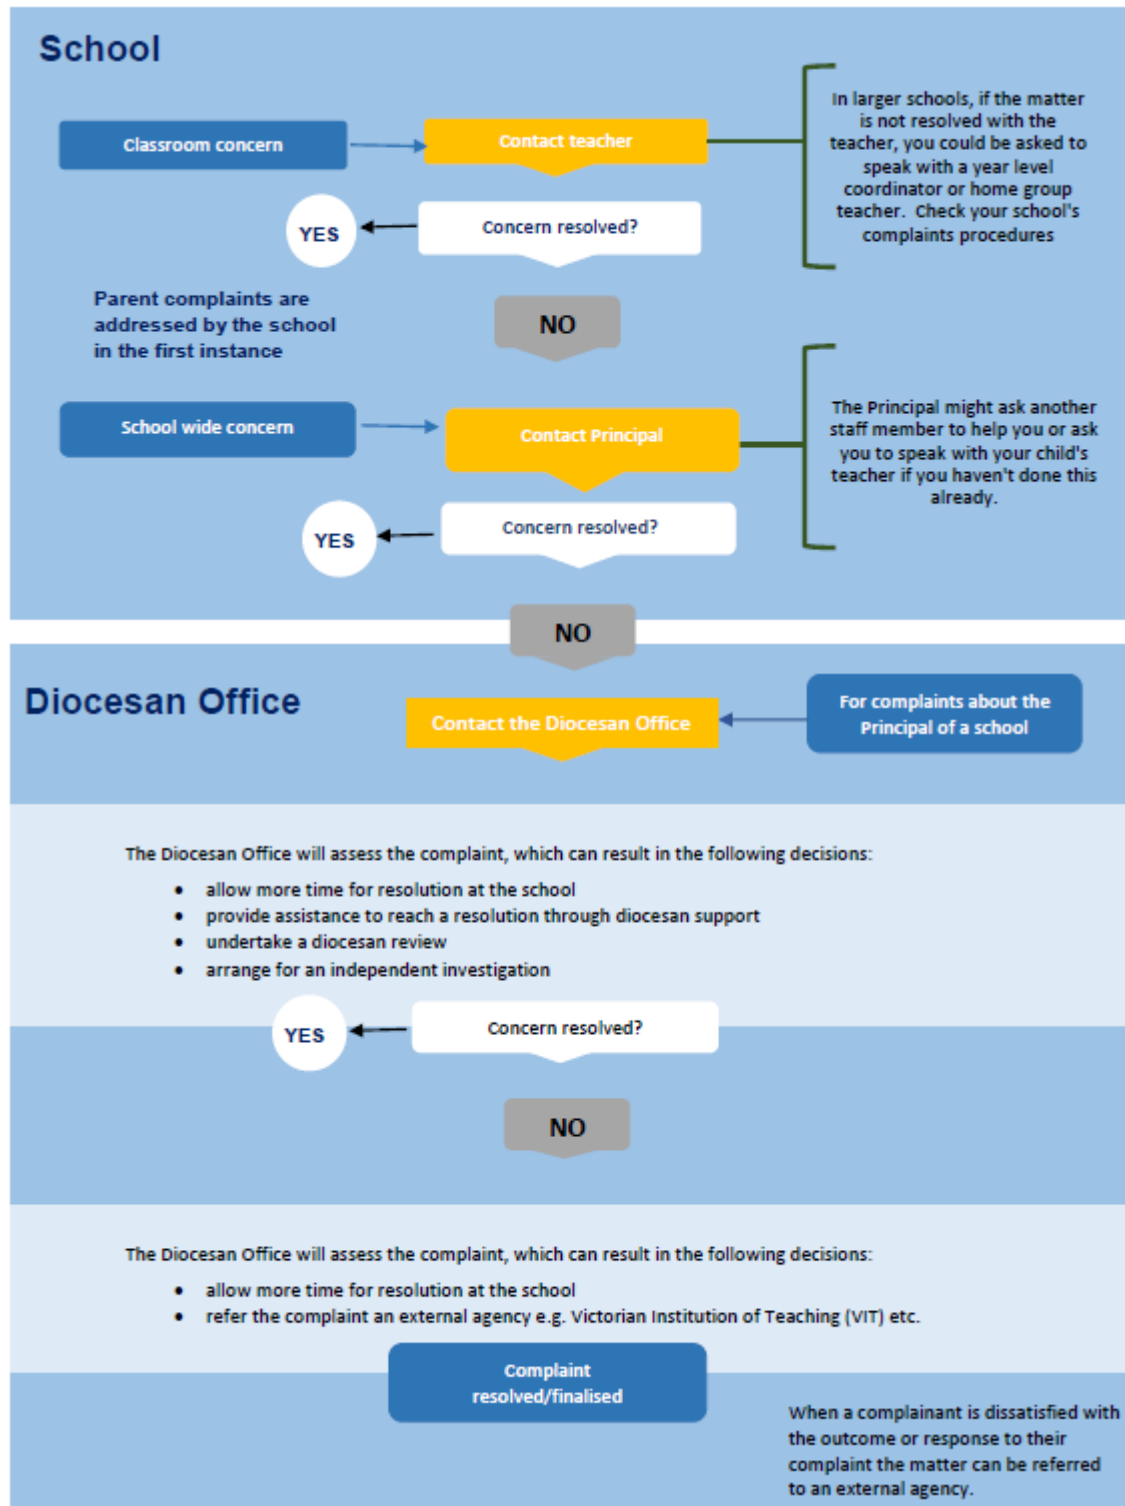 School
Classroom concern
Contact teacher
In larger schools, if the matter
is not resolved with the
teacher, you could be asked to
speak with a year level
coordinator or home group
teacher.  Check your school's
complaints procedures
YES
Concern resolved?
Parent complaints are
addressed by the school
in the first instance
NO
School wide concern
Contact Principal
The Principal might ask another
staff member to help you or ask
you to speak with your child's
teacher if you haven't done this
already.
YES
Concern resolved?
NO
Diocesan Office
Contact the Diocesan Office
For complaints about the
Principal of a school
The Diocesan Office will assess the complaint, which can result in the following decisions:
• allow more time for resolution at the school
• provide assistance to reach a resolution through diocesan support
• undertake a diocesan review
• arrange for an independent investigation
YES
Concern resolved?
NO
The Diocesan Office will assess the complaint, which can result in the following decisions:
• allow more time for resolution at the school
• refer the complaint an external agency e.g. Victorian Institution of Teaching (VIT) etc.
Complaint
resolved/finalised
When a complainant is dissatisfied with
the outcome or response to their
complaint the matter can be referred
to an external agency.